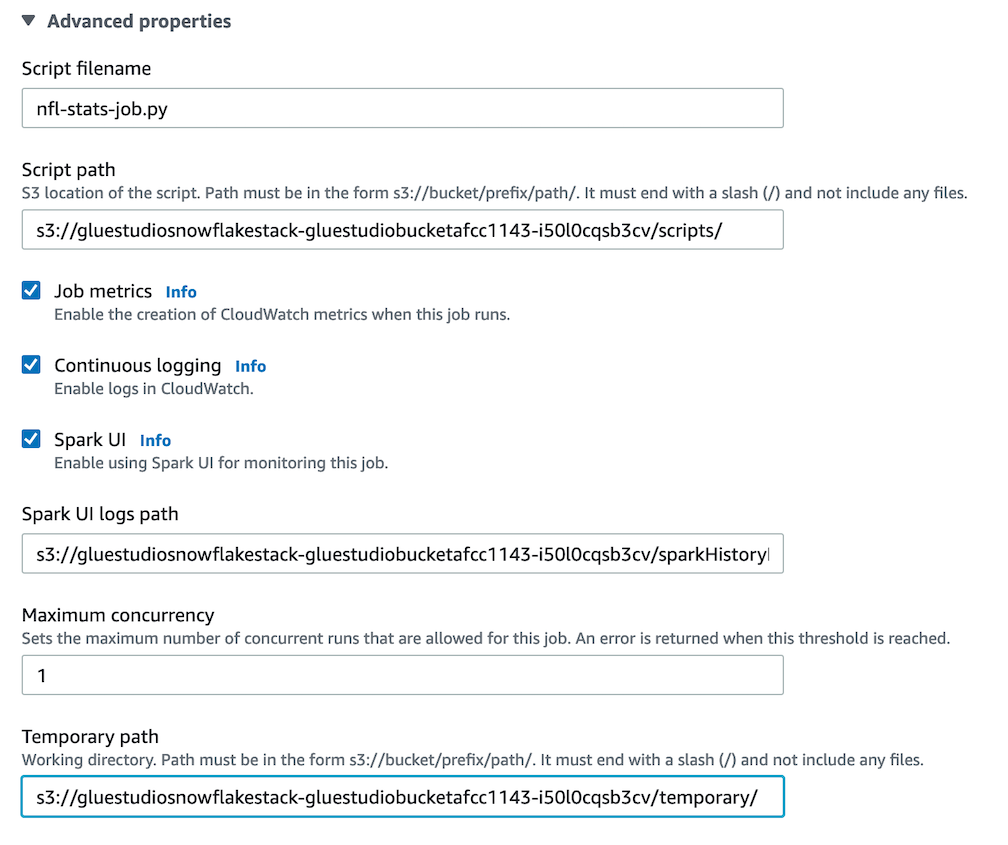 Advanced properties
Script filename
nfl-stats-job.py
Script path
S3 location of the script. Path must be in the form s3://bucket/prefix/path/. It must end with a slash (/) and not include any files.
s3://gluestudiosnowflakestack-gluestudiobucketafcc1143-i50l0cqsb3cv/scripts/
Job metrics Info
Enable the creation of CloudWatch metrics when this job runs.
Continuous logging Info
Enable logs in CloudWatch.
Spark UI Info
Enable using Spark UI for monitoring this job.
Spark UI logs path
s3://gluestudiosnowflakestack-gluestudiobucketafcc1143-i50l0cqsb3cv/sparkHistory
Maximum concurrency
Sets the maximum number of concurrent runs that are allowed for this job. An error is returned when this threshold is reached.
1
Temporary path
Working directory. Path must be in the form s3://bucket/prefix/path/. It must end with a slash (/) and not include any files.
s3://gluestudiosnowflakestack-gluestudiobucketafcc1143-i50l0cqsb3cv/temporary/